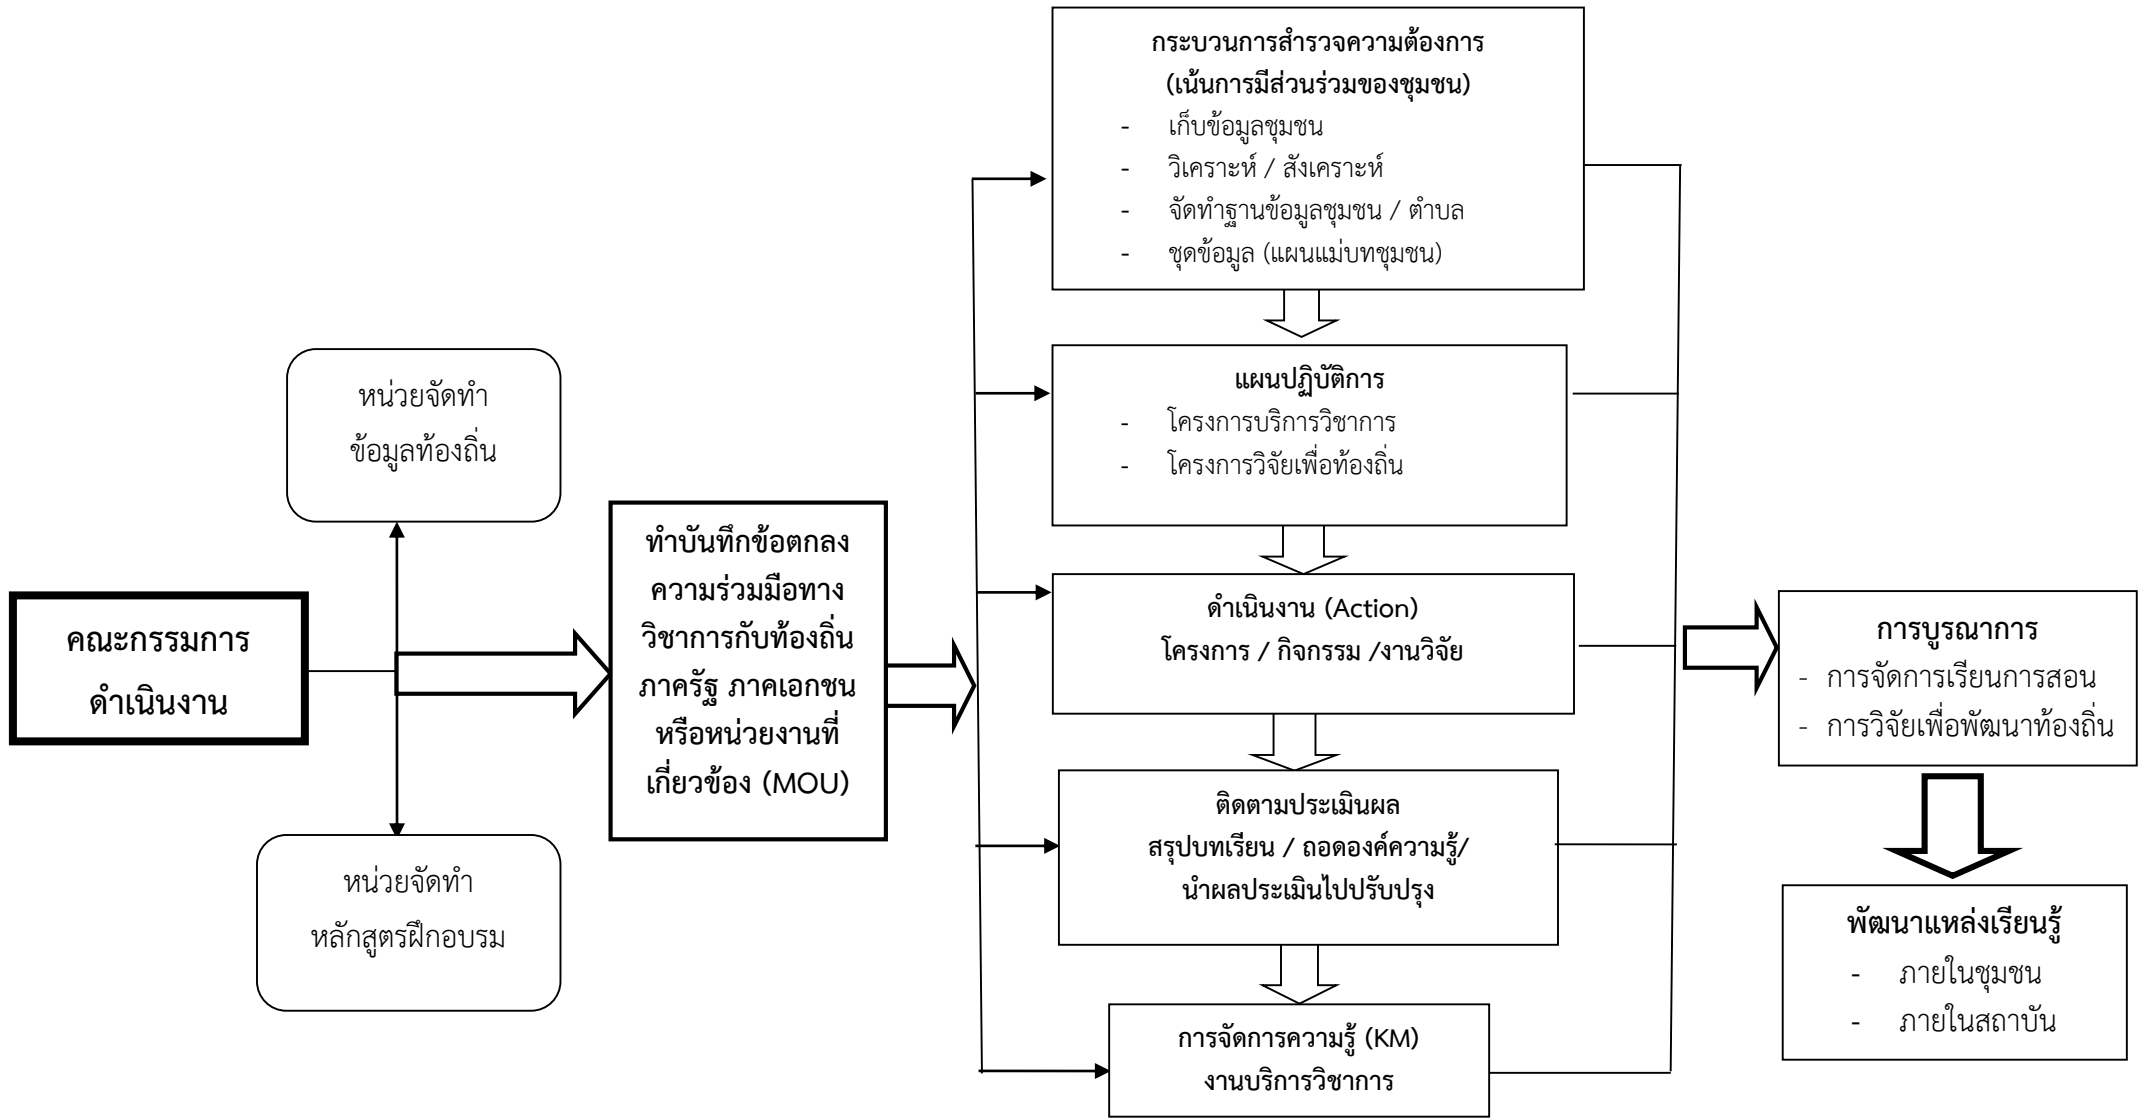 คณะกรรมการ
ดำเนินงาน
หน่วยจัดทำ
ข้อมูลท้องถิ่น
หน่วยจัดทำ
หลักสูตรฝึกอบรม
ทำบันทึกข้อตกลง
ความร่วมมือทาง
วิชาการกับท้องถิ่น
ภาครัฐ ภาคเอกชน
หรือหน่วยงานที่
เกี่ยวข้อง (MOU)
กระบวนการสำรวจความต้องการ
(เน้นการมีส่วนร่วมของชุมชน)
- เก็บข้อมูลชุมชน
- วิเคราะห์ / สังเคราะห์
- จัดทำฐานข้อมูลชุมชน / ตำบล
- ชุดข้อมูล (แผนแม่บทชุมชน)
แผนปฏิบัติการ
- โครงการบริการวิชาการ
- โครงการวิจัยเพื่อท้องถิ่น
ดำเนินงาน (Action)
โครงการ / กิจกรรม /งานวิจัย
ติดตามประเมินผล
สรุปบทเรียน / ถอดองค์ความรู้/
นำผลประเมินไปปรับปรุง
การจัดการความรู้ (KM)
งานบริการวิชาการ
การบูรณาการ
- การจัดการเรียนการสอน
- การวิจัยเพื่อพัฒนาท้องถิ่น
พัฒนาแหล่งเรียนรู้
- ภายในชุมชน
- ภายในสถาบัน